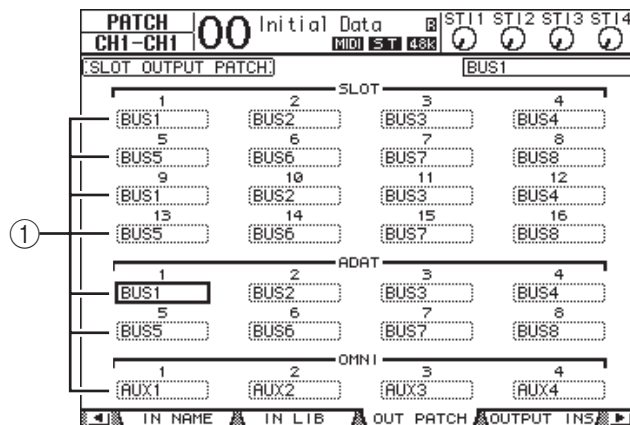 PATCH
CH1-CH1
00 Initial Data R
MIDI ST 48k
STI1 STI2 STI3 STI4
SLOT OUTPUT PATCH
BUS1
SLOT
1 2 3 4
BUS1 BUS2 BUS3 BUS4
5 6 7 8
BUS5 BUS6 BUS7 BUS8
9 10 11 12
BUS1 BUS2 BUS3 BUS4
13 14 15 16
BUS5 BUS6 BUS7 BUS8
1
ADAT
1 2 3 4
BUS1 BUS2 BUS3 BUS4
5 6 7 8
BUS5 BUS6 BUS7 BUS8
OMNI
1 2 3 4
AUX1 AUX2 AUX3 AUX4
IN NAME IN LIB OUT PATCH OUTPUT INS